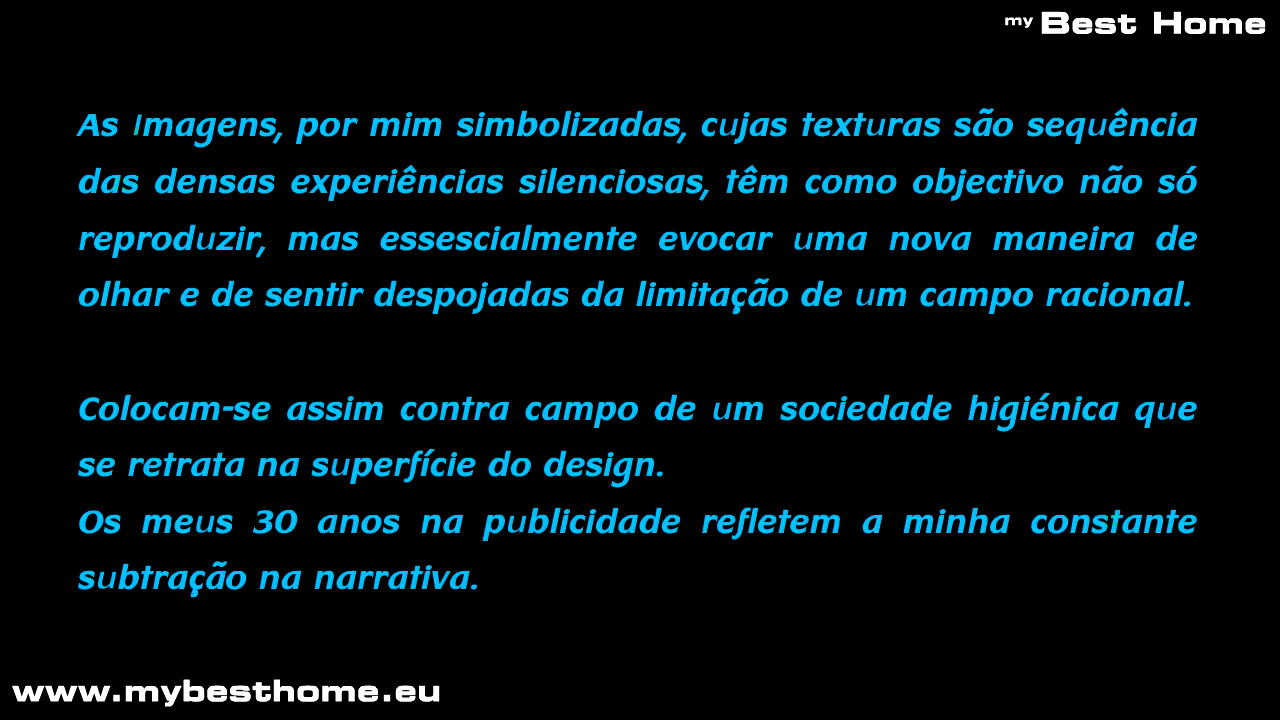 my Best Home
As Imagens, por mim simbolizadas, cujas texturas são sequência
das densas experiências silenciosas, têm como objectivo não só
reproduzir, mas essescialmente evocar uma nova maneira de
olhar e de sentir despojadas da limitação de um campo racional.
Colocam-se assim contra campo de um sociedade higiénica que
se retrata na superfície do design.
Os meus 30 anos na publicidade refletem a minha constante
subtração na narrativa.
www.mybesthome.eu